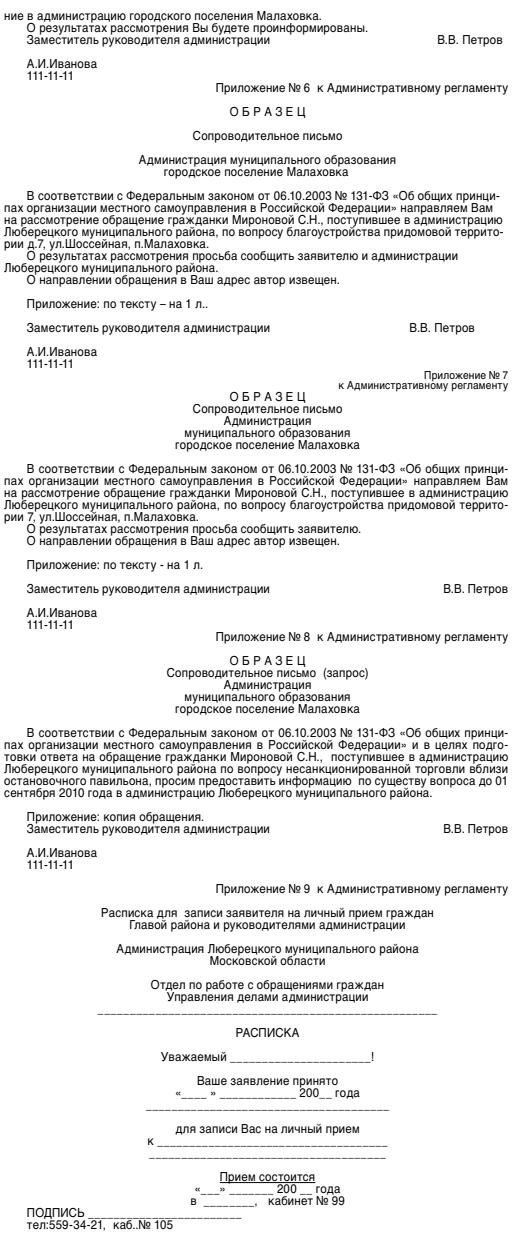 ние в администрацию городского поселения Малаховка.
О результатах рассмотрения Вы будете проинформированы.
Заместитель руководителя администрации В.В. Петров
А.И.Иванова
111-11-11
Приложение № 6 к Административному регламенту
О Б Р А З Е Ц
Сопроводительное письмо
Администрация муниципального образования
городское поселение Малаховка
В соответствии с Федеральным законом от 06.10.2003 № 131-ФЗ «Об общих принци-
пах организации местного самоуправления в Российской Федерации» направляем Вам
на рассмотрение обращение гражданки Мироновой С.Н., поступившее в администрацию
Люберецкого муниципального района, по вопросу благоустройства придомовой террито-
рии д.7, ул.Шоссейная, п.Малаховка.
О результатах рассмотрения просьба сообщить заявителю и администрации
Люберецкого муниципального района.
О направлении обращения в Ваш адрес автор извещен.
Приложение: по тексту – на 1 л..
Заместитель руководителя администрации В.В. Петров
А.И.Иванова
111-11-11
Приложение № 7
к Административному регламенту
О Б Р А З Е Ц
Сопроводительное письмо
Администрация
муниципального образования
городское поселение Малаховка
В соответствии с Федеральным законом от 06.10.2003 № 131-ФЗ «Об общих принци-
пах организации местного самоуправления в Российской Федерации» направляем Вам
на рассмотрение обращение гражданки Мироновой С.Н., поступившее в администрацию
Люберецкого муниципального района, по вопросу благоустройства придомовой террито-
рии 7, ул.Шоссейная, п.Малаховка.
О результатах рассмотрения просьба сообщить заявителю.
О направлении обращения в Ваш адрес автор извещен.
Приложение: по тексту - на 1 л.
Заместитель руководителя администрации В.В. Петров
А.И.Иванова
111-11-11
Приложение № 8 к Административному регламенту
О Б Р А З Е Ц
Сопроводительное письмо (запрос)
Администрация
муниципального образования
городское поселение Малаховка
В соответствии с Федеральным законом от 06.10.2003 № 131-ФЗ «Об общих принци-
пах организации местного самоуправления в Российской Федерации» и в целях подго-
товки ответа на обращение гражданки Мироновой С.Н., поступившее в администрацию
Люберецкого муниципального района по вопросу несанкционированной торговли вблизи
остановочного павильона, просим предоставить информацию по существу вопроса до 01
сентября 2010 года в администрацию Люберецкого муниципального района.
Приложение: копия обращения.
Заместитель руководителя администрации В.В. Петров
А.И.Иванова
111-11-11
Приложение № 9 к Административному регламенту
Расписка для записи заявителя на личный прием граждан
Главой района и руководителями администрации
Администрация Люберецкого муниципального района
Московской области
Отдел по работе с обращениями граждан
Управления делами администрации
______________________________________________________
РАСПИСКА
Уважаемый ______________________!
Ваше заявление принято
«____ » ____________ 200__ года
______________________________________
для записи Вас на личный прием
к ____________________________________
_____________________________________
Прием состоится
«___» _______ 200 __ года
в ________, кабинет № 99
ПОДПИСЬ ________________________
тел:559-34-21, каб..№ 105